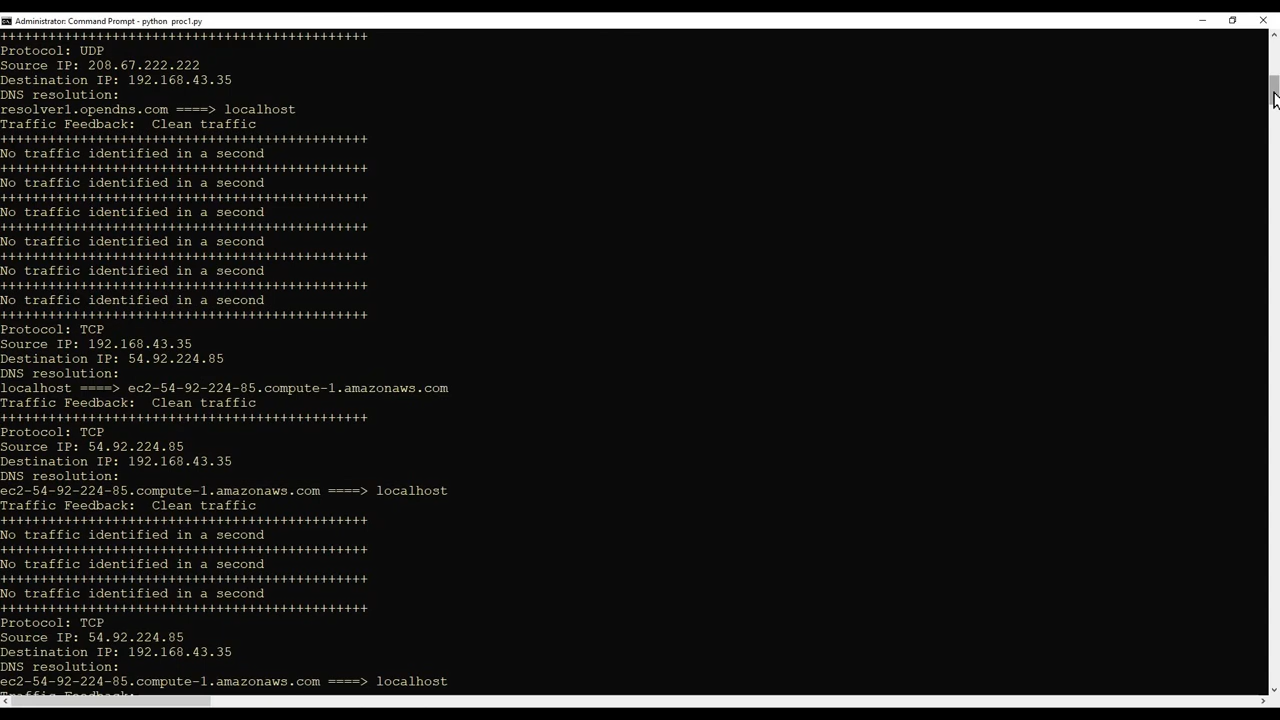 Administrator: Command Prompt - python  proc1.py
++++++++++++++++++++++++++++++++++++++++++++++
Protocol: UDP
Source IP: 208.67.222.222
Destination IP: 192.168.43.35
DNS resolution:
resolver1.opendns.com ====> localhost
Traffic Feedback:  Clean traffic
++++++++++++++++++++++++++++++++++++++++++++++
No traffic identified in a second
++++++++++++++++++++++++++++++++++++++++++++++
No traffic identified in a second
++++++++++++++++++++++++++++++++++++++++++++++
No traffic identified in a second
++++++++++++++++++++++++++++++++++++++++++++++
No traffic identified in a second
++++++++++++++++++++++++++++++++++++++++++++++
No traffic identified in a second
++++++++++++++++++++++++++++++++++++++++++++++
No traffic identified in a second
++++++++++++++++++++++++++++++++++++++++++++++
Protocol: TCP
Source IP: 192.168.43.35
Destination IP: 54.92.224.85
DNS resolution:
localhost ====> ec2-54-92-224-85.compute-1.amazonaws.com
Traffic Feedback:  Clean traffic
++++++++++++++++++++++++++++++++++++++++++++++
Protocol: TCP
Source IP: 54.92.224.85
Destination IP: 192.168.43.35
DNS resolution:
ec2-54-92-224-85.compute-1.amazonaws.com ====> localhost
Traffic Feedback:  Clean traffic
++++++++++++++++++++++++++++++++++++++++++++++
No traffic identified in a second
++++++++++++++++++++++++++++++++++++++++++++++
No traffic identified in a second
++++++++++++++++++++++++++++++++++++++++++++++
No traffic identified in a second
++++++++++++++++++++++++++++++++++++++++++++++
Protocol: TCP
Source IP: 54.92.224.85
Destination IP: 192.168.43.35
DNS resolution:
ec2-54-92-224-85.compute-1.amazonaws.com ====> localhost
Traffic Feedback: